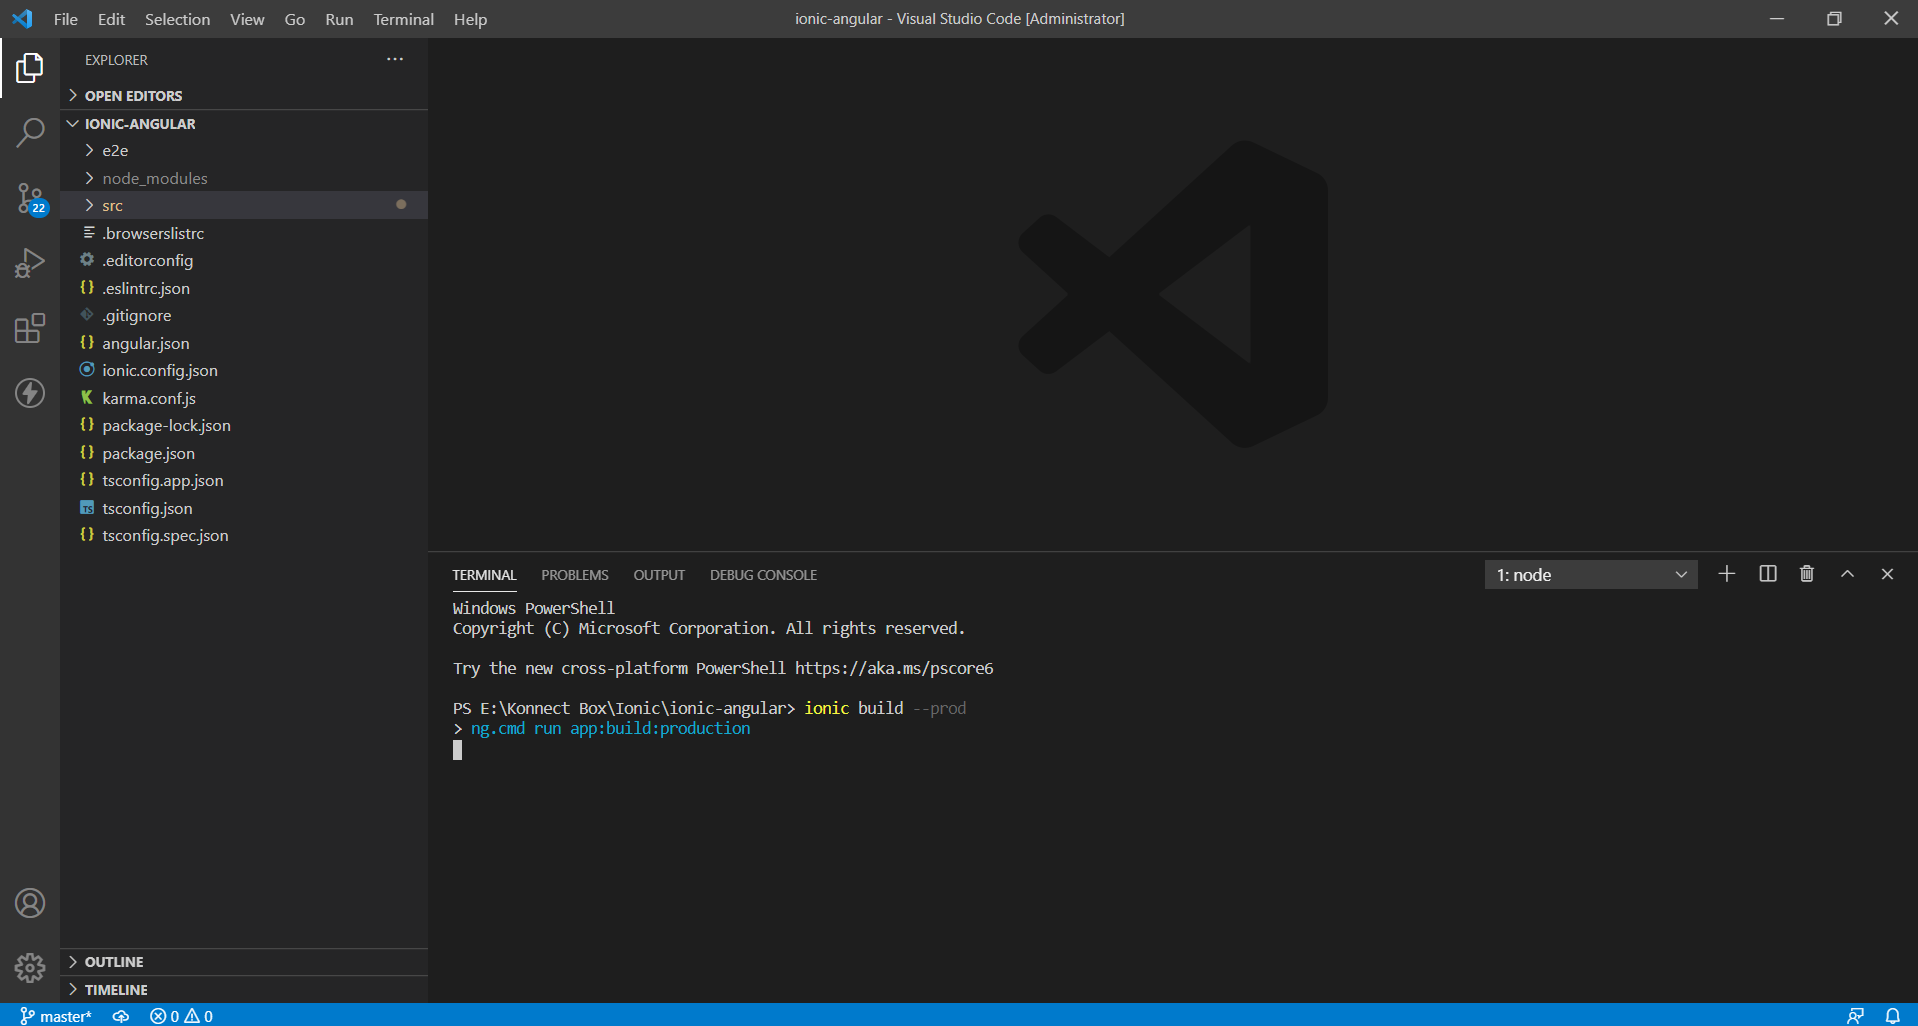 File Edit Selection View Go Run Terminal Help
ionic-angular - Visual Studio Code [Administrator]
EXPLORER
OPEN EDITORS
IONIC-ANGULAR
e2e
node_modules
src
.browserslistrc
.editorconfig
.eslintrc.json
.gitignore
angular.json
ionic.config.json
karma.conf.js
package-lock.json
package.json
tsconfig.app.json
TS tsconfig.json
tsconfig.spec.json
22
OUTLINE
TIMELINE
TERMINAL PROBLEMS OUTPUT DEBUG CONSOLE
1: node
Windows PowerShell
Copyright (C) Microsoft Corporation. All rights reserved.
Try the new cross-platform PowerShell https://aka.ms/pscore6
PS E:\Konnect Box\Ionic\ionic-angular> ionic build --prod
> ng.cmd run app:build:production
master* 0 0